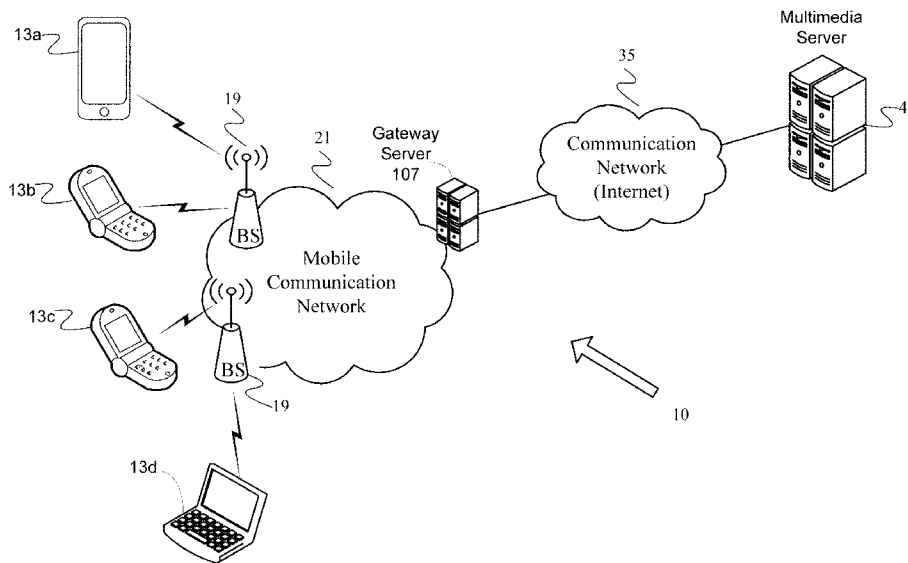 13a
19
21
Gateway
Server
107
35
Communication
Network
(Internet)
Multimedia
Server
4
13b
BS
Mobile
Communication
Network
13c
BS
19
10
13d